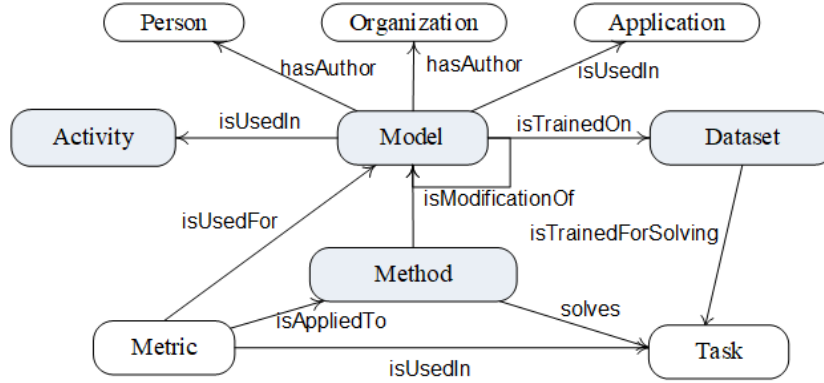 Person
Organization
Application
hasAuthor
hasAuthor
isUsedIn
Activity
isUsedIn
Model
isTrainedOn
Dataset
isModificationOf
isUsedFor
isTrainedForSolving
Method
isAppliedTo
solves
Metric
isUsedIn
Task